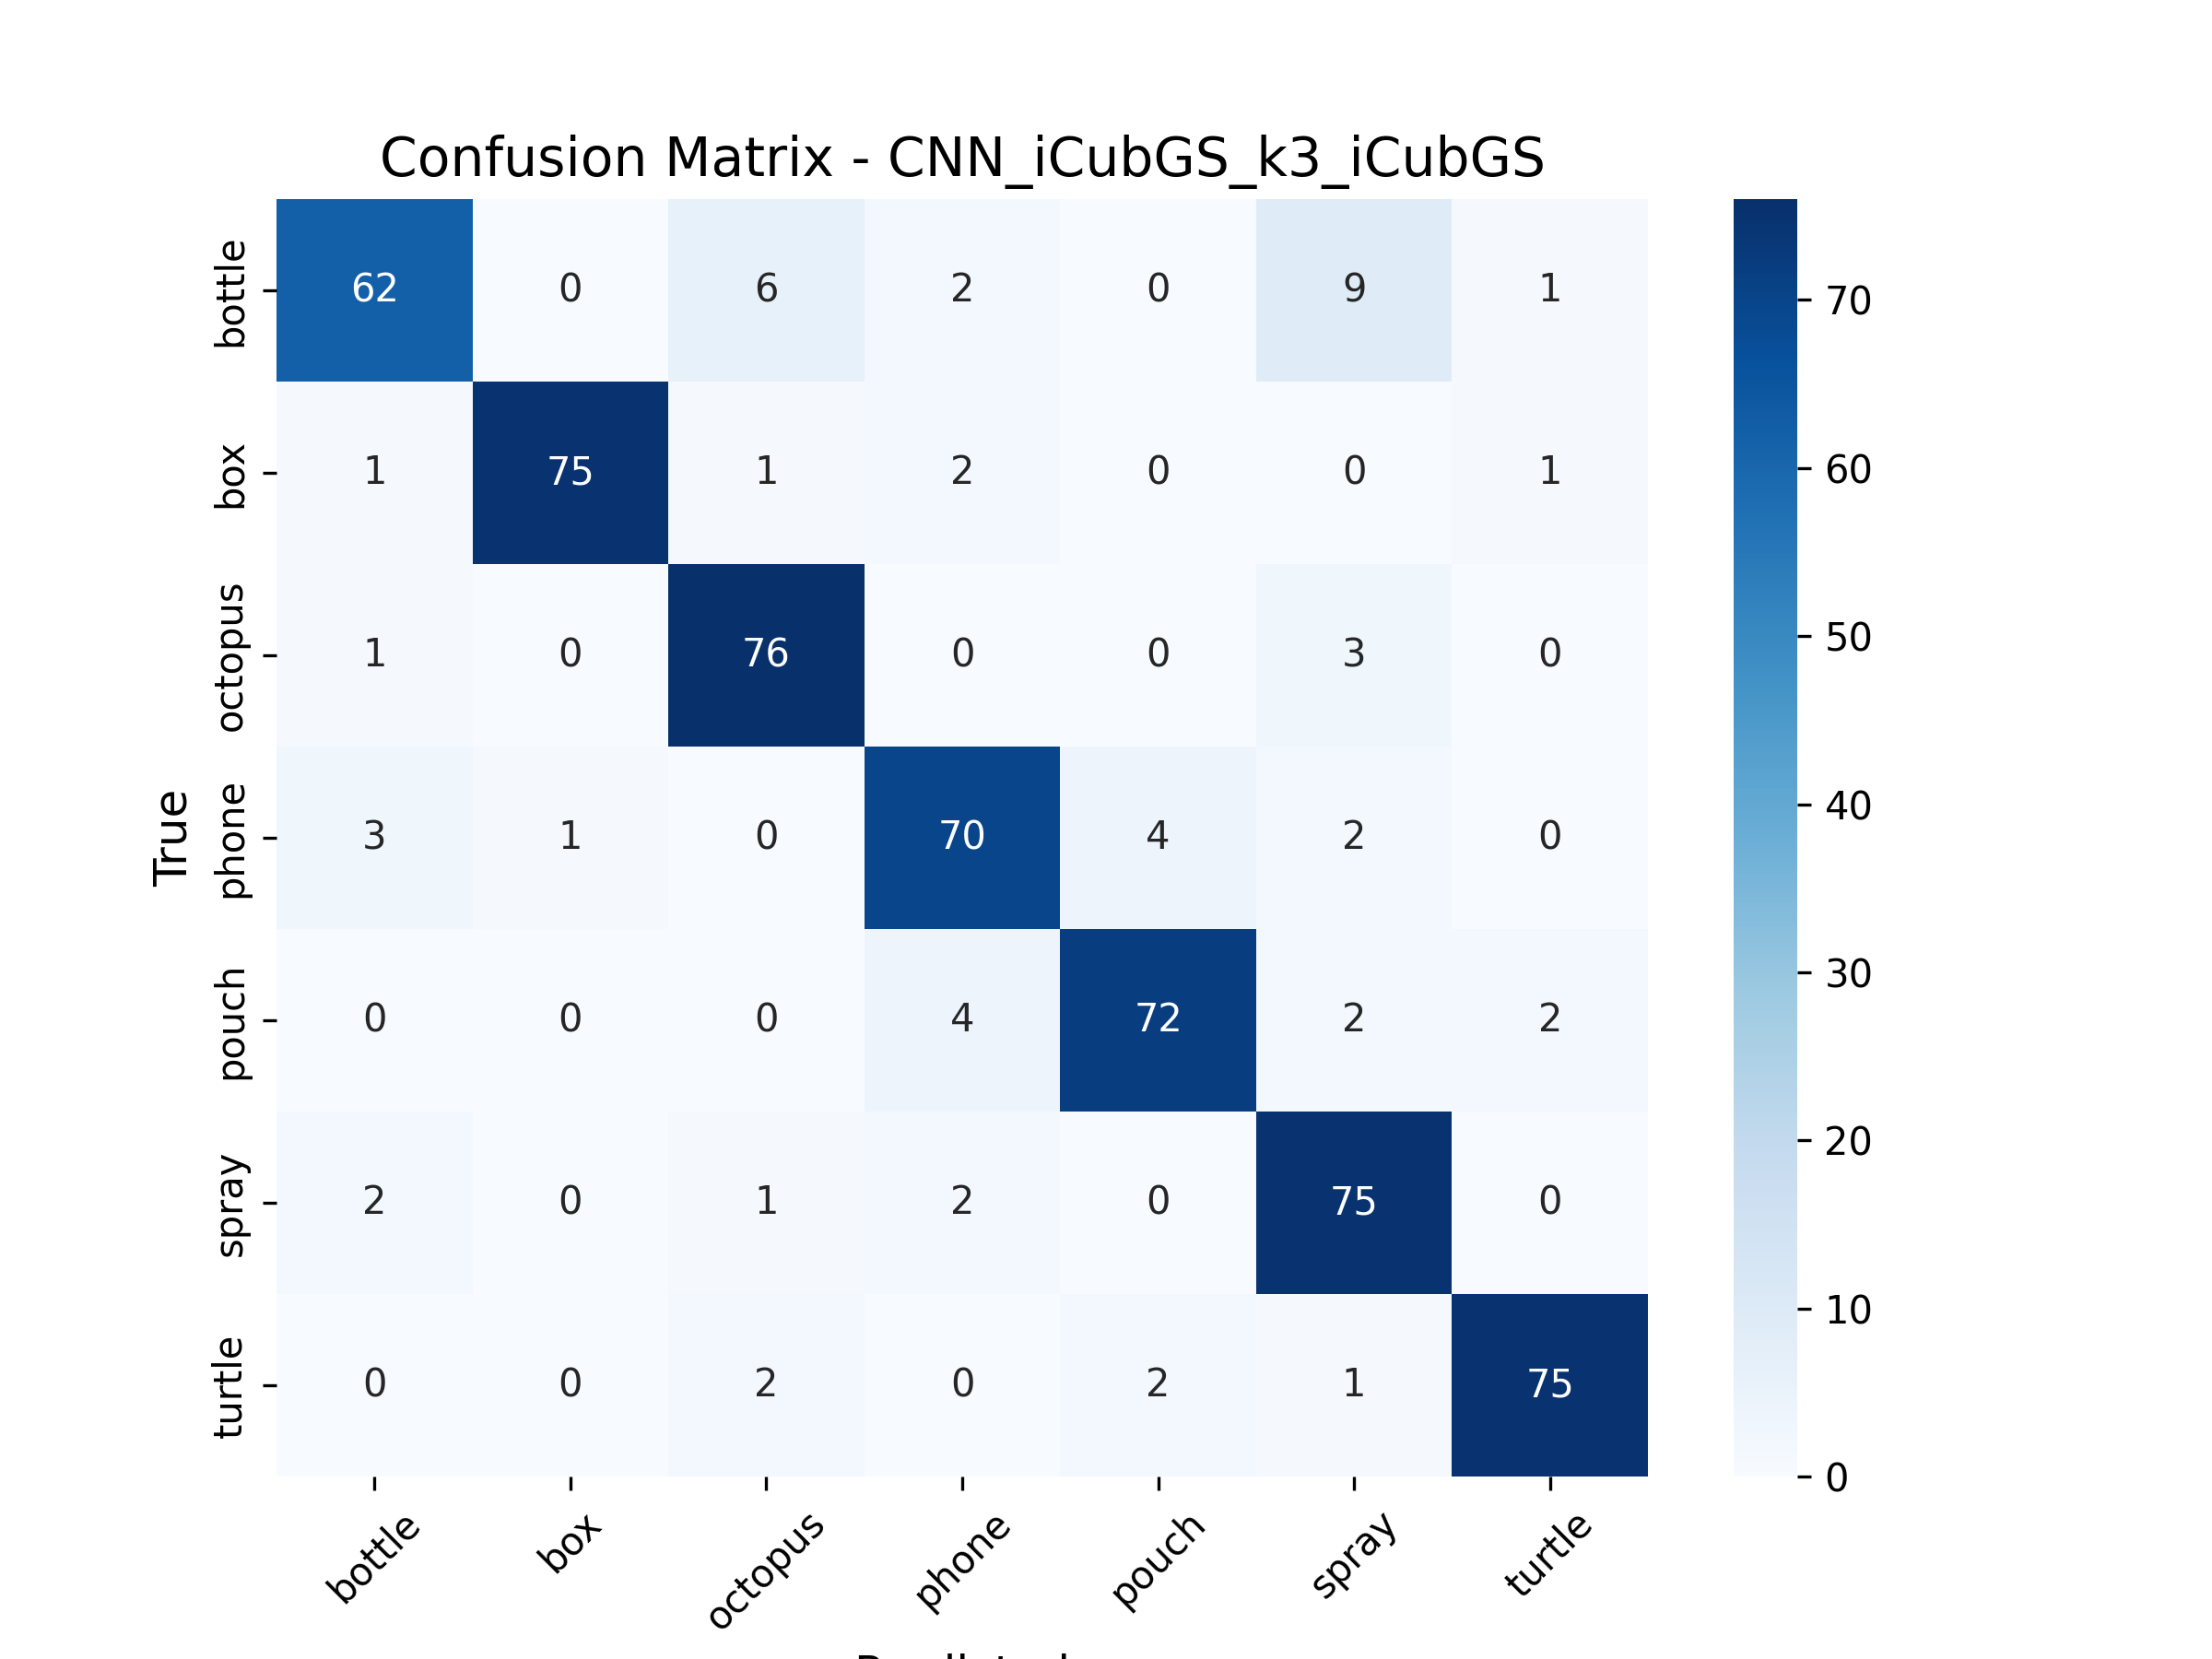 Confusion Matrix - CNN_iCubGS_k3_iCubGS
True
bottle 62 0 6 2 0 9 1
box 1 75 1 2 0 0 1
octopus 1 0 76 0 0 3 0
phone 3 1 0 70 4 2 0
pouch 0 0 0 4 72 2 2
spray 2 0 1 2 0 75 0
turtle 0 0 2 0 2 1 75
bottle box octopus phone pouch spray turtle
70
60
50
40
30
20
10
0